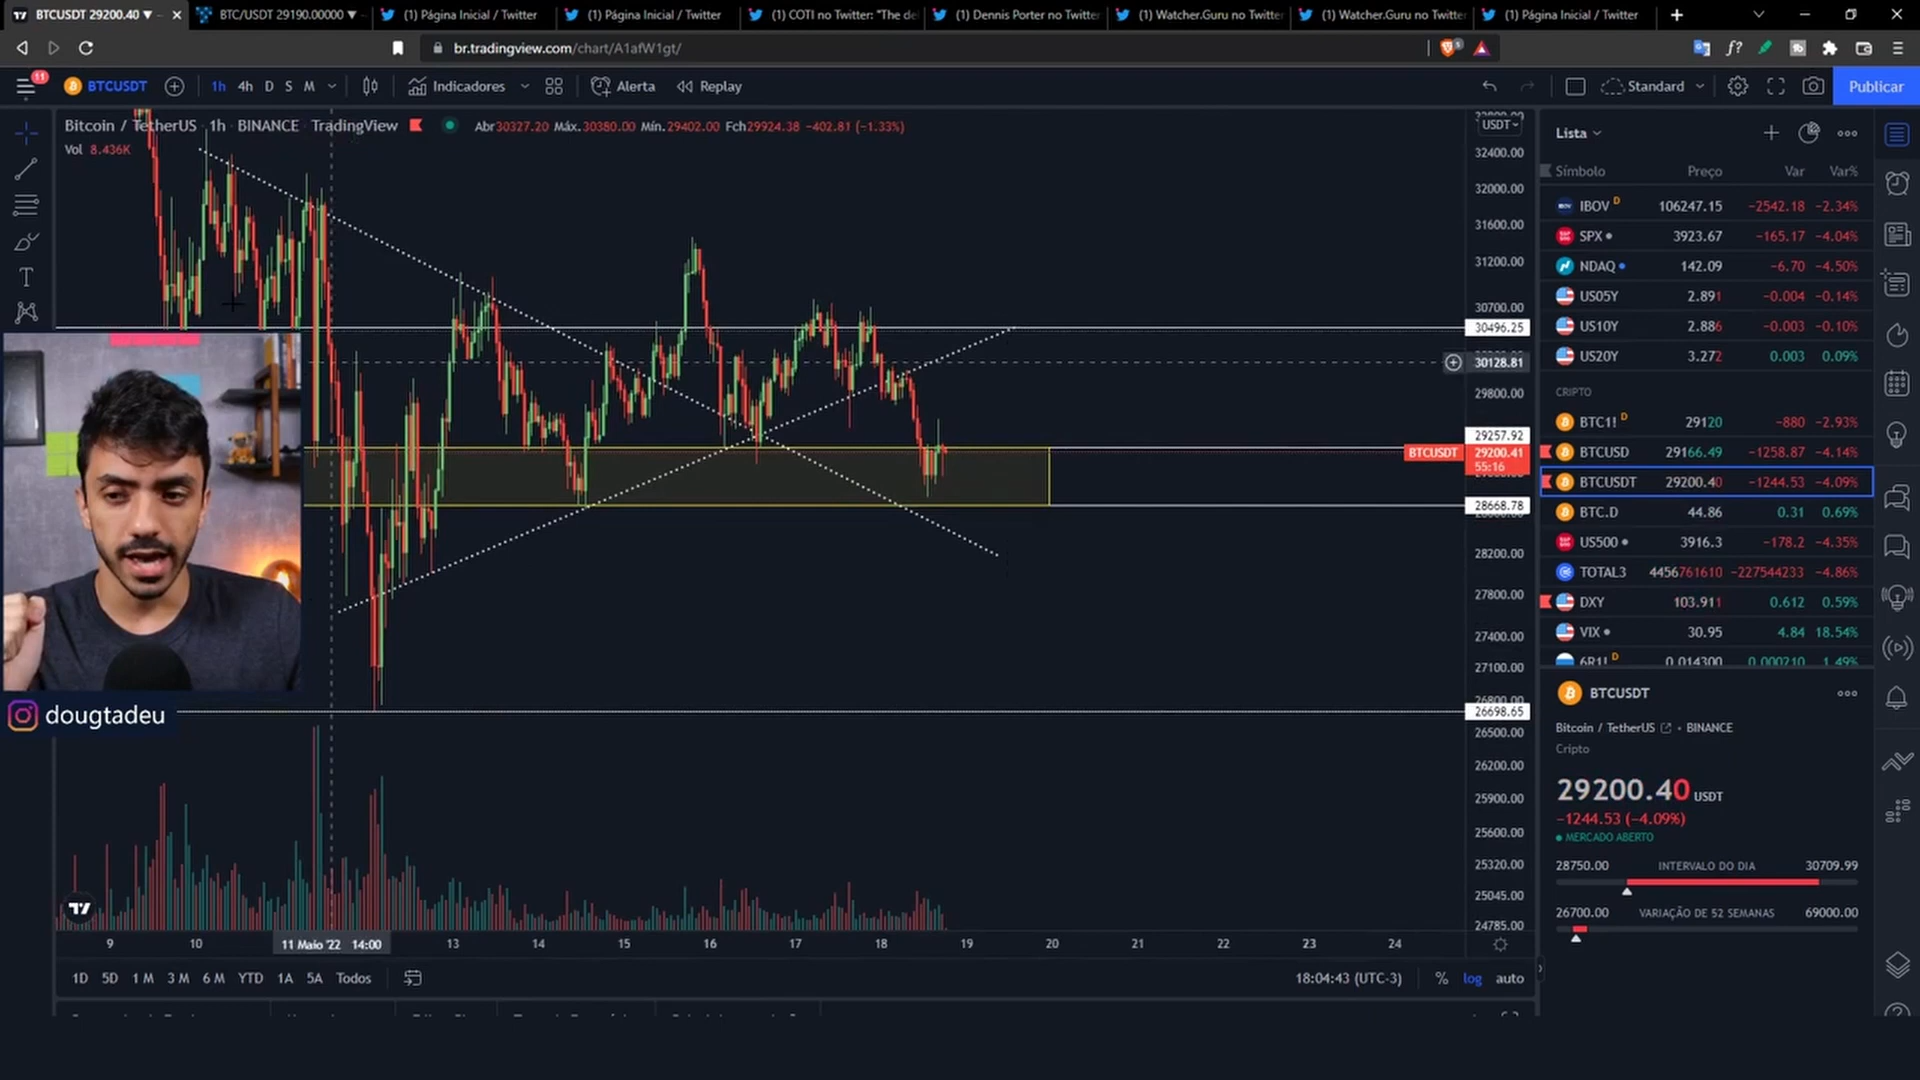 BTCUSDT 29200.40 ▼
BTC/USDT 29190.00000 ▼
(1) Página Inicial / Twitter
(1) Página Inicial / Twitter
(1) COTI no Twitter: "The de
(1) Dennis Porter no Twitter
(1) Watcher.Guru no Twitter
(1) Watcher.Guru no Twitter
(1) Página Inicial / Twitter
br.tradingview.com/chart/A1afW1gt/
11
BTCUSDT
1h 4h D S M
Indicadores
Alerta
Replay
Standard
Publicar
Bitcoin / TetherUS · 1h · BINANCE · TradingView
Abr30327.20 Máx.30380.00 Mín.29402.00 Fch29924.38 −402.81 (−1.33%)
Vol 8.436K
USDT
32400.00
32000.00
31600.00
31200.00
30700.00
30496.25
30128.81
29800.00
29257.92
BTCUSDT 29200.41
55:16
28668.78
28200.00
27800.00
27400.00
27100.00
26698.65
26500.00
26200.00
25900.00
25600.00
25320.00
25045.00
24785.00
dougtadeu
9 10 11 Maio '22 14:00 13 14 15 16 17 18 19 20 21 22 23 24
1D 5D 1 M 3 M 6 M YTD 1A 5A Todos
18:04:43 (UTC-3) % log auto
Lista
Símbolo Preço Var Var%
IBOV D 106247.15 −2542.18 −2.34%
SPX 3923.67 −165.17 −4.04%
NDAQ 142.09 −6.70 −4.50%
US05Y 2.891 −0.004 −0.14%
US10Y 2.886 −0.003 −0.10%
US20Y 3.272 0.003 0.09%
CRIPTO
BTC1! D 29120 −880 −2.93%
BTCUSD 29166.49 −1258.87 −4.14%
BTCUSDT 29200.40 −1244.53 −4.09%
BTC.D 44.86 0.31 0.69%
US500 3916.3 −178.2 −4.35%
TOTAL3 4456761610 −227544233 −4.86%
DXY 103.911 0.612 0.59%
VIX 30.95 4.84 18.54%
6R1! D 0.014300 0.000210 1.49%
BTCUSDT
Bitcoin / TetherUS • BINANCE
Cripto
29200.40 USDT
−1244.53 (−4.09%)
MERCADO ABERTO
28750.00 INTERVALO DO DIA 30709.99
26700.00 VARIAÇÃO DE 52 SEMANAS 69000.00